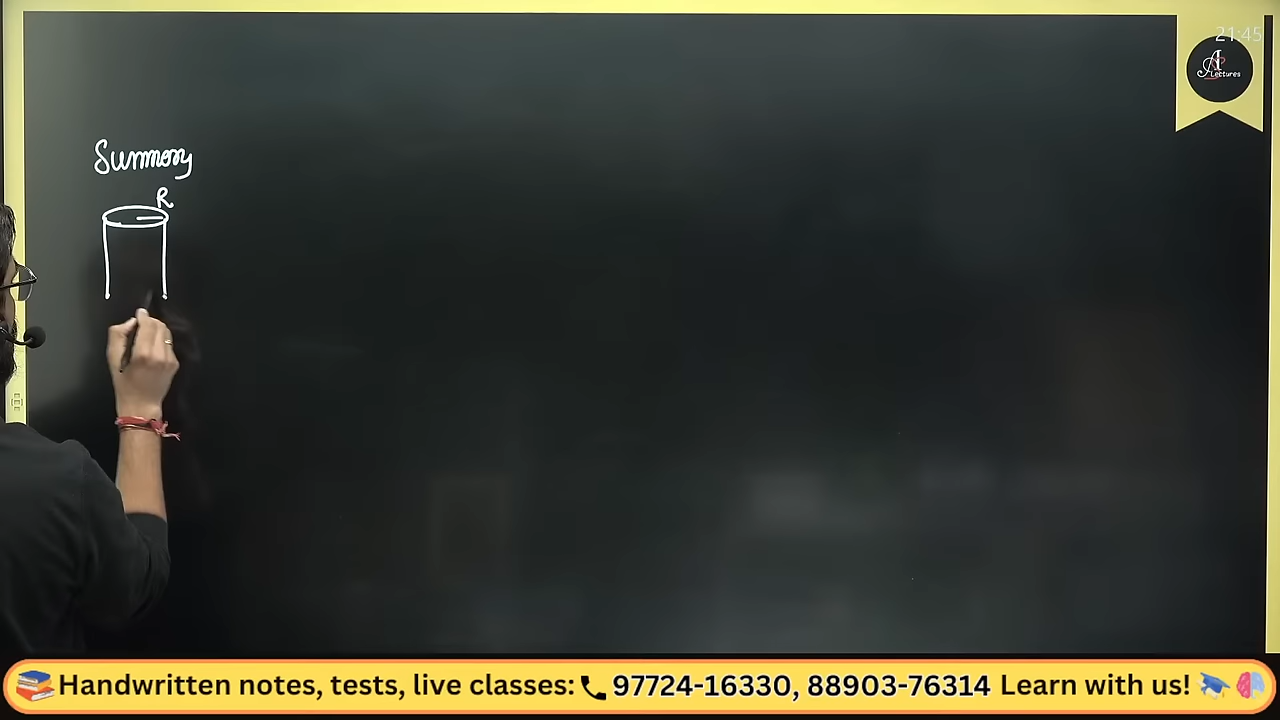 21:45
A
Lectures
Summary
R
Handwritten notes, tests, live classes: 97724-16330, 88903-76314 Learn with us!